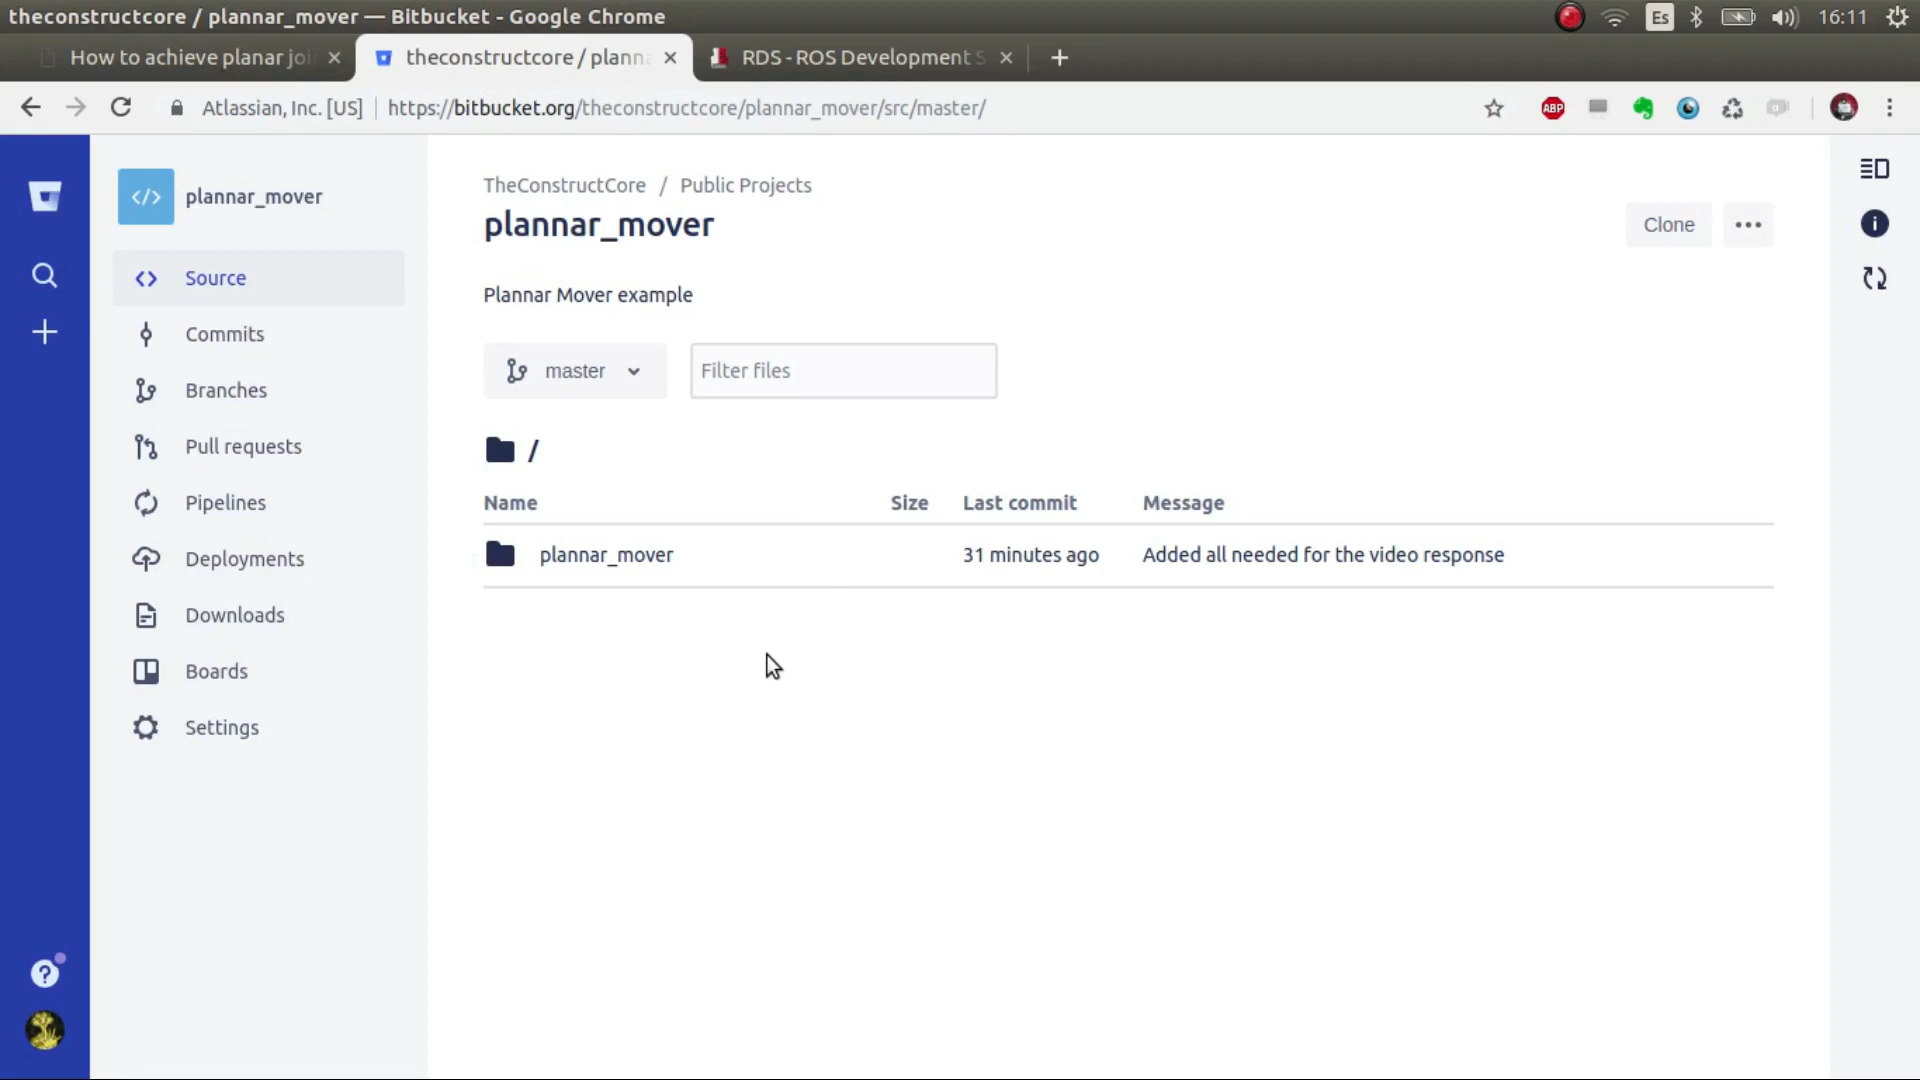 theconstructcore / plannar_mover — Bitbucket - Google Chrome
Es
16:11
How to achieve planar joi
theconstructcore / plann
RDS - ROS Development S
Atlassian, Inc. [US]
https://bitbucket.org/theconstructcore/plannar_mover/src/master/
ABP
</> plannar_mover
Source
Commits
Branches
Pull requests
Pipelines
Deployments
Downloads
Boards
Settings
TheConstructCore / Public Projects
plannar_mover
Clone
Plannar Mover example
master
Filter files
/
Name Size Last commit Message
plannar_mover 31 minutes ago Added all needed for the video response